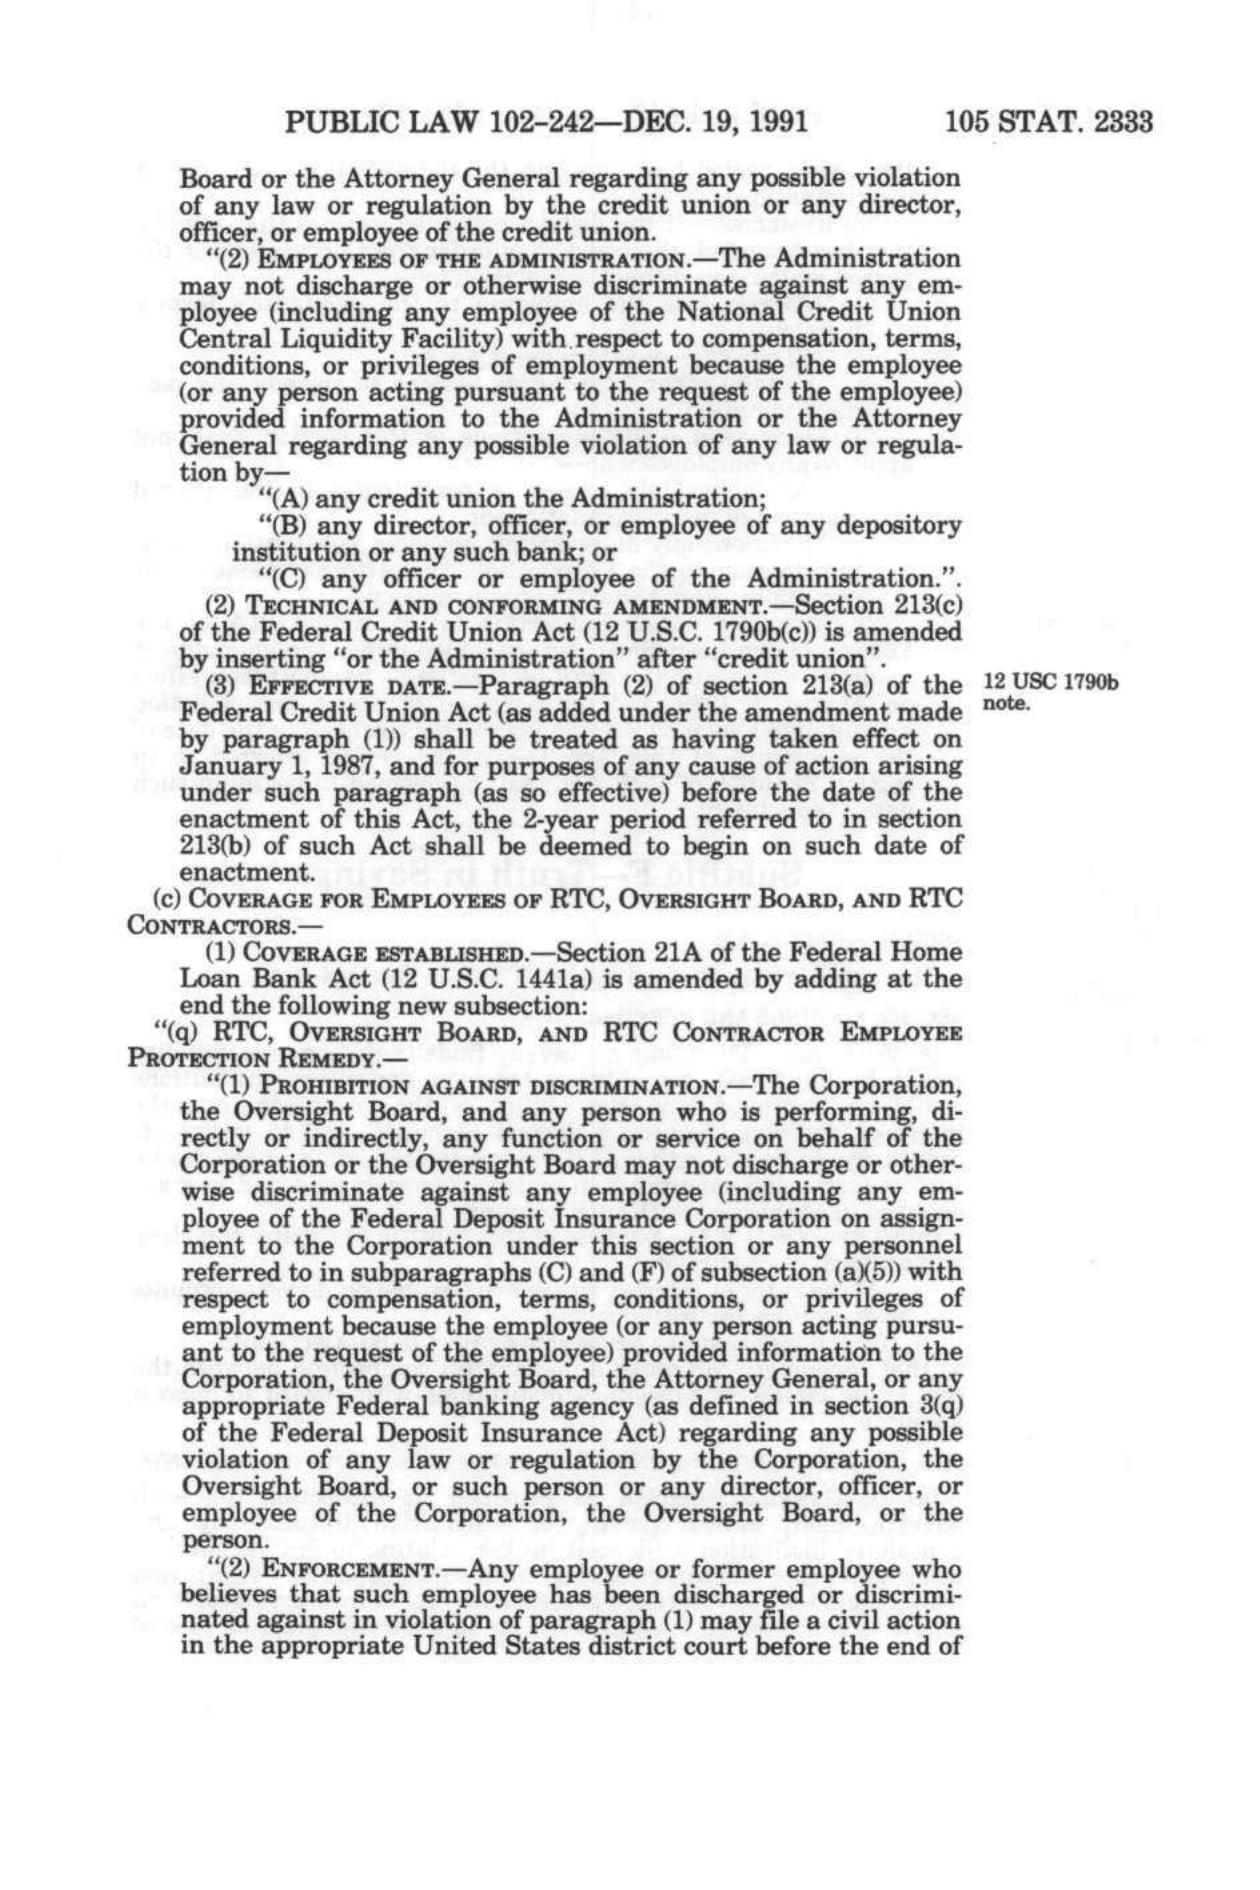 PUBLIC LAW 102-242—DEC. 19, 1991 105 STAT. 2333
Board or the Attorney General regarding any possible violation
of any law or regulation by the credit union or any director,
officer, or employee of the credit union.
“(2) EMPLOYEES OF THE ADMINISTRATION.—The Administration
may not discharge or otherwise discriminate against any em-
ployee (including any employee of the National Credit Union
Central Liquidity Facility) with respect to compensation, terms,
conditions, or privileges of employment because the employee
(or any person acting pursuant to the request of the employee)
provided information to the Administration or the Attorney
General regarding any possible violation of any law or regula-
tion by—
“(A) any credit union the Administration;
“(B) any director, officer, or employee of any depository
institution or any such bank; or
“(C) any officer or employee of the Administration.”.
(2) TECHNICAL AND CONFORMING AMENDMENT.—Section 213(c)
of the Federal Credit Union Act (12 U.S.C. 1790b(c)) is amended
by inserting “or the Administration” after “credit union”.
(3) EFFECTIVE DATE.—Paragraph (2) of section 213(a) of the
Federal Credit Union Act (as added under the amendment made
by paragraph (1)) shall be treated as having taken effect on
January 1, 1987, and for purposes of any cause of action arising
under such paragraph (as so effective) before the date of the
enactment of this Act, the 2-year period referred to in section
213(b) of such Act shall be deemed to begin on such date of
enactment.
12 USC 1790b
note.
(c) COVERAGE FOR EMPLOYEES OF RTC, OVERSIGHT BOARD, AND RTC
CONTRACTORS.—
(1) COVERAGE ESTABLISHED.—Section 21A of the Federal Home
Loan Bank Act (12 U.S.C. 1441a) is amended by adding at the
end the following new subsection:
“(q) RTC, OVERSIGHT BOARD, AND RTC CONTRACTOR EMPLOYEE
PROTECTION REMEDY.—
“(1) PROHIBITION AGAINST DISCRIMINATION.—The Corporation,
the Oversight Board, and any person who is performing, di-
rectly or indirectly, any function or service on behalf of the
Corporation or the Oversight Board may not discharge or other-
wise discriminate against any employee (including any em-
ployee of the Federal Deposit Insurance Corporation on assign-
ment to the Corporation under this section or any personnel
referred to in subparagraphs (C) and (F) of subsection (a)(5)) with
respect to compensation, terms, conditions, or privileges of
employment because the employee (or any person acting pursu-
ant to the request of the employee) provided information to the
Corporation, the Oversight Board, the Attorney General, or any
appropriate Federal banking agency (as defined in section 3(q)
of the Federal Deposit Insurance Act) regarding any possible
violation of any law or regulation by the Corporation, the
Oversight Board, or such person or any director, officer, or
employee of the Corporation, the Oversight Board, or the
person.
“(2) ENFORCEMENT.—Any employee or former employee who
believes that such employee has been discharged or discrimi-
nated against in violation of paragraph (1) may file a civil action
in the appropriate United States district court before the end of